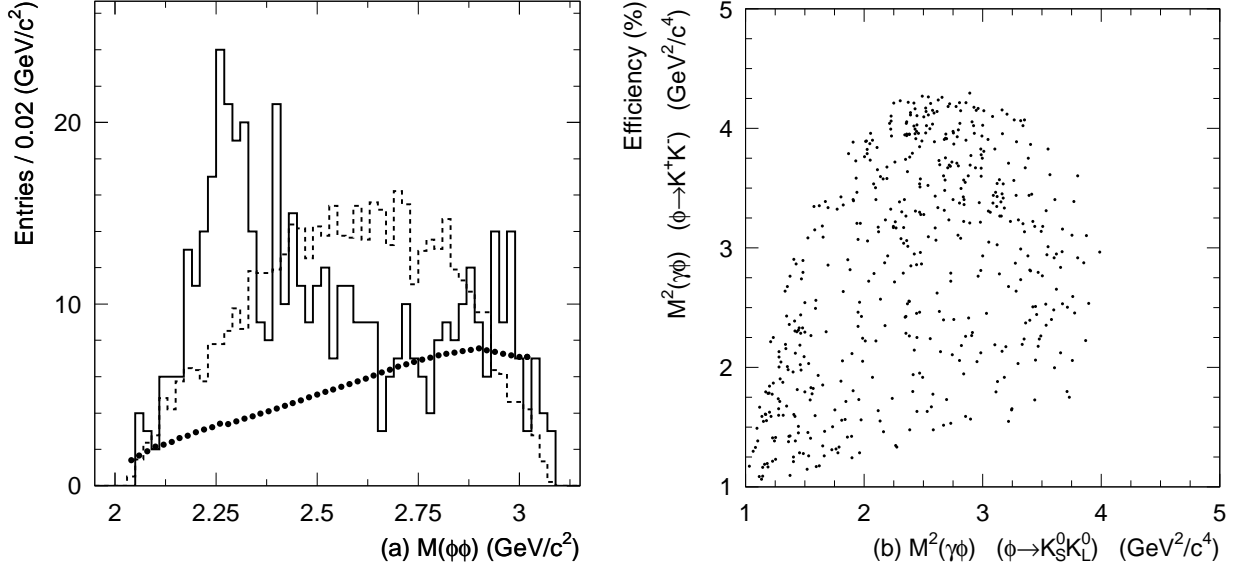 Entries / 0.02 (GeV/c²)
20
10
0
2 2.25 2.5 2.75 3
(a) M(ϕϕ) (GeV/c²)
Efficiency (%)
M²(γϕ) (ϕ→K⁺K⁻) (GeV²/c⁴)
5
4
3
2
1
1 2 3 4 5
(b) M²(γϕ) (ϕ→K⁰SK⁰L) (GeV²/c⁴)